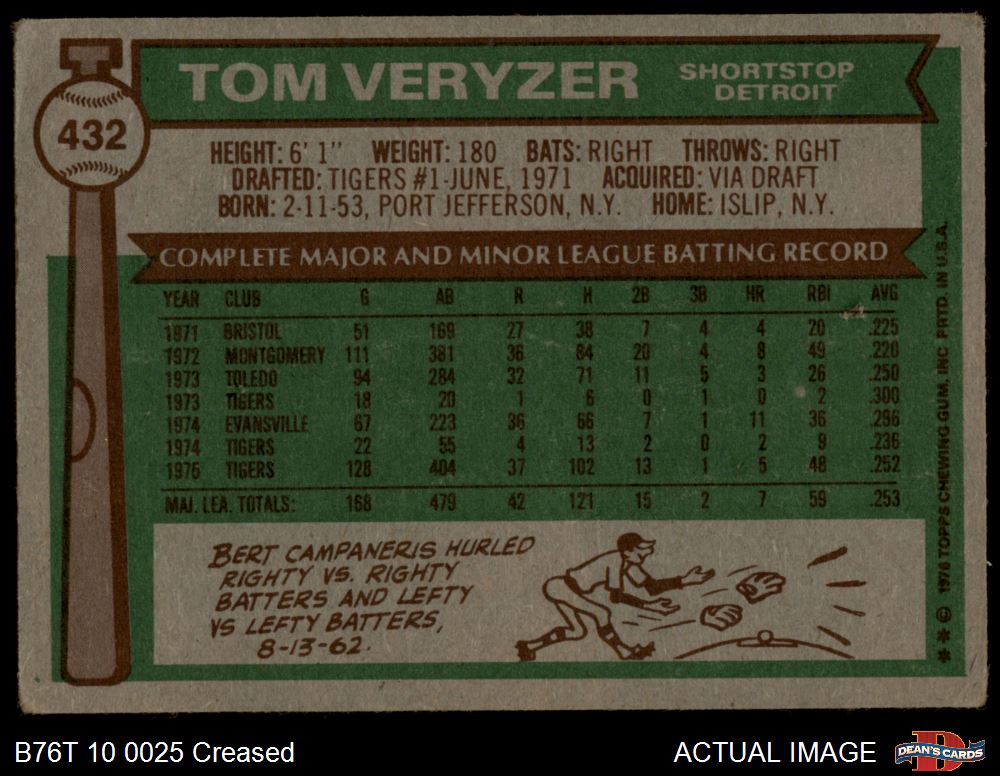 TOM VERYZER
SHORTSTOP
DETROIT
432
HEIGHT: 6' 1" WEIGHT: 180 BATS: RIGHT THROWS: RIGHT
DRAFTED: TIGERS #1-JUNE, 1971 ACQUIRED: VIA DRAFT
BORN: 2-11-53, PORT JEFFERSON, N.Y. HOME: ISLIP, N.Y.
COMPLETE MAJOR AND MINOR LEAGUE BATTING RECORD
YEAR CLUB G AB R H 2B 3B HR RBI AVG
1971 BRISTOL 51 169 27 38 7 4 4 20 .225
1972 MONTGOMERY 111 381 36 84 20 4 8 49 .220
1973 TOLEDO 94 284 32 71 11 5 3 26 .250
1973 TIGERS 18 20 1 6 0 1 0 2 .300
1974 EVANSVILLE 67 223 36 66 7 1 11 36 .296
1974 TIGERS 22 55 4 13 2 0 2 9 .236
1975 TIGERS 128 404 37 102 13 1 5 48 .252
MAJ. LEA. TOTALS: 168 479 42 121 15 2 7 59 .253
BERT CAMPANERIS HURLED
RIGHTY VS. RIGHTY
BATTERS AND LEFTY
VS LEFTY BATTERS,
8-13-62.
** © 1976 TOPPS CHEWING GUM, INC PRTD. IN U.S.A.
B76T 10 0025 Creased
ACTUAL IMAGE
D
DEAN'S CARDS